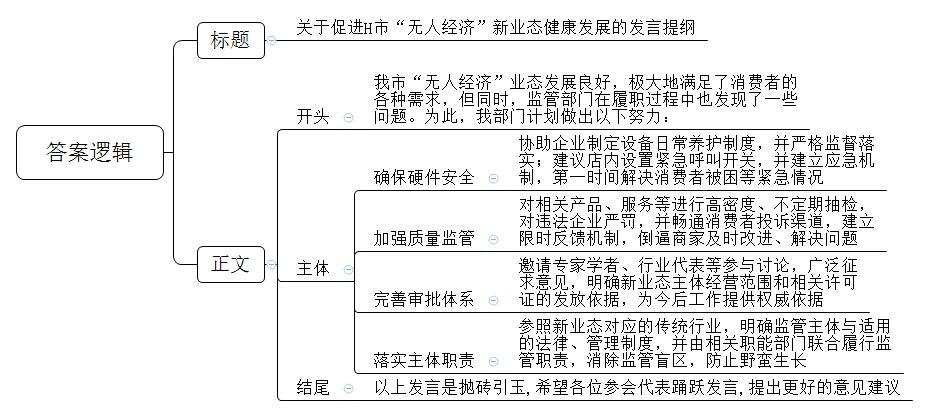 答案逻辑
标题
关于促进H市“无人经济”新业态健康发展的发言提纲
正文
开头
我市“无人经济”业态发展良好，极大地满足了消费者的
各种需求，但同时，监管部门在履职过程中也发现了一些
问题。为此，我部门计划做出以下努力：
主体
确保硬件安全
协助企业制定设备日常养护制度，并严格监督落
实；建议店内设置紧急呼叫开关，并建立应急机
制，第一时间解决消费者被困等紧急情况
加强质量监管
对相关产品、服务等进行高密度、不定期抽检，
对违法企业严罚，并畅通消费者投诉渠道，建立
限时反馈机制，倒逼商家及时改进、解决问题
完善审批体系
邀请专家学者、行业代表等参与讨论，广泛征
求意见，明确新业态主体经营范围和相关许可
证的发放依据，为今后工作提供权威依据
落实主体职责
参照新业态对应的传统行业，明确监管主体与适用
的法律、管理制度，并由相关职能部门联合履行监
管职责，消除监管盲区，防止野蛮生长
结尾
以上发言是抛砖引玉,希望各位参会代表踊跃发言,提出更好的意见建议